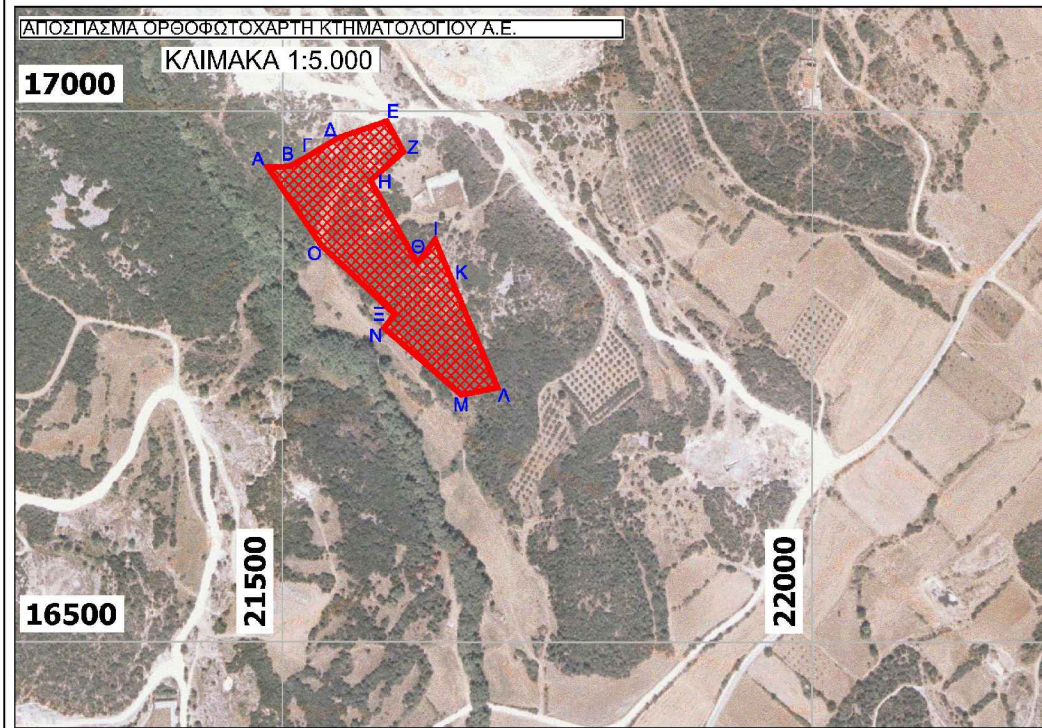 ΑΠΟΣΠΑΣΜΑ ΟΡΘΟΦΩΤΟΧΑΡΤΗ ΚΤΗΜΑΤΟΛΟΓΙΟΥ Α.Ε.
ΚΛΙΜΑΚΑ 1:5.000
17000
Ε
Δ
Γ
Β
Α
Ζ
Η
Ι
Θ
Ο
Κ
Ξ
Ν
Λ
Μ
21500
22000
16500